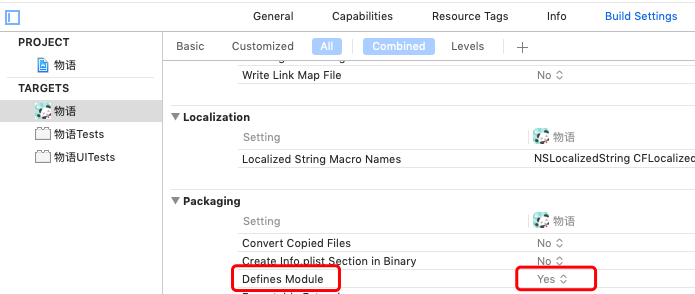 General Capabilities Resource Tags Info Build Settings
PROJECT
物语
TARGETS
物语
物语Tests
物语UITests
Basic Customized All Combined Levels +
Write Link Map File No
Localization
Setting 物语
Localized String Macro Names NSLocalizedString CFLocalized
Packaging
Setting 物语
Convert Copied Files No
Create Info.plist Section in Binary No
Defines Module Yes